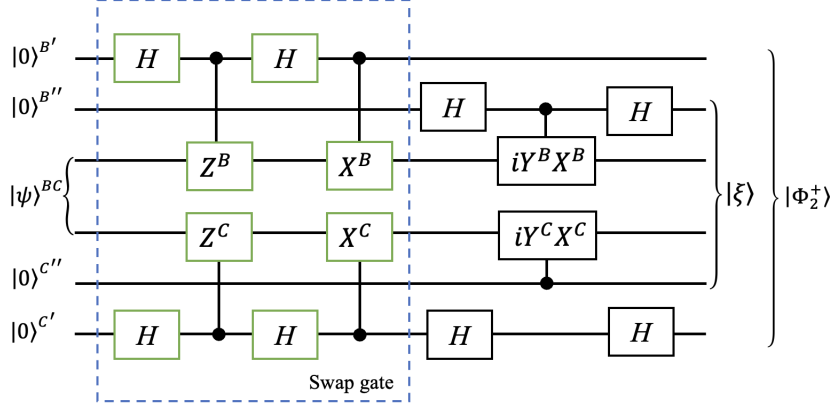 |0⟩^{B′} H H
|0⟩^{B′′} H H
|ψ⟩^{BC} Z^B X^B iY^B X^B |ξ⟩ |Φ_2^+⟩
Z^C X^C iY^C X^C
|0⟩^{C′′}
|0⟩^{C′} H H H H
Swap gate